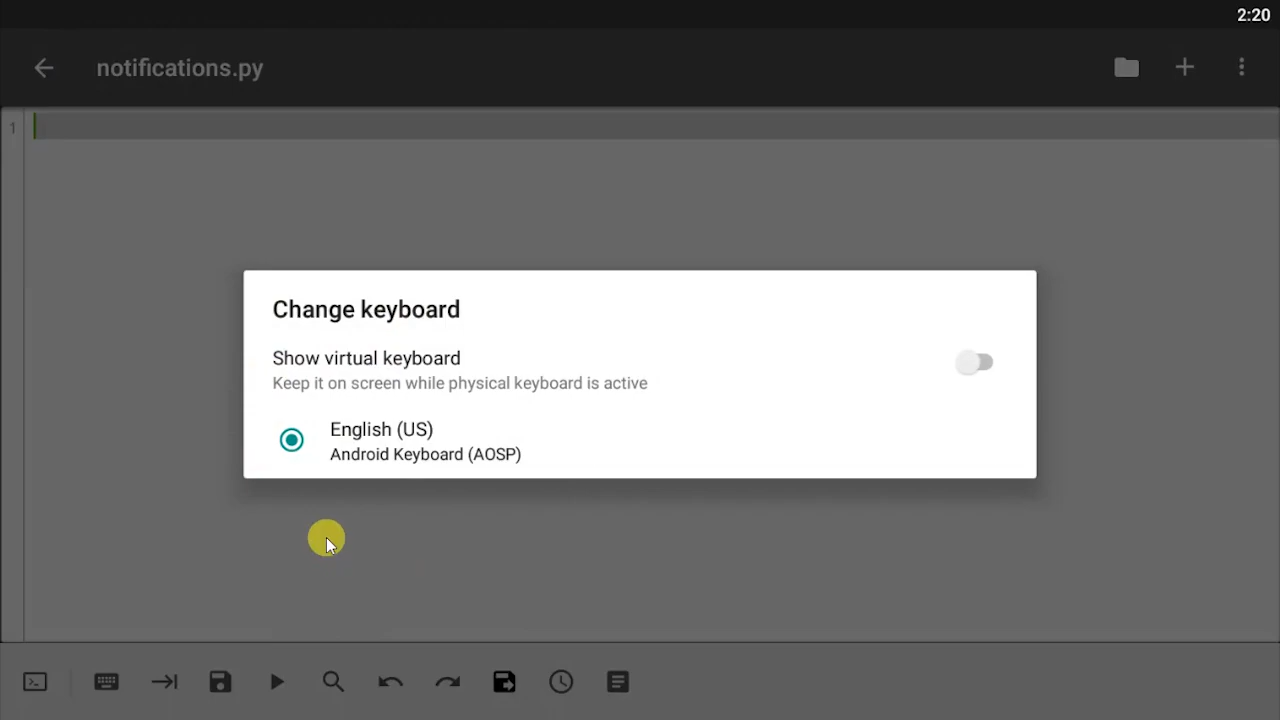 2:20
notifications.py
1
Change keyboard
Show virtual keyboard
Keep it on screen while physical keyboard is active
English (US)
Android Keyboard (AOSP)